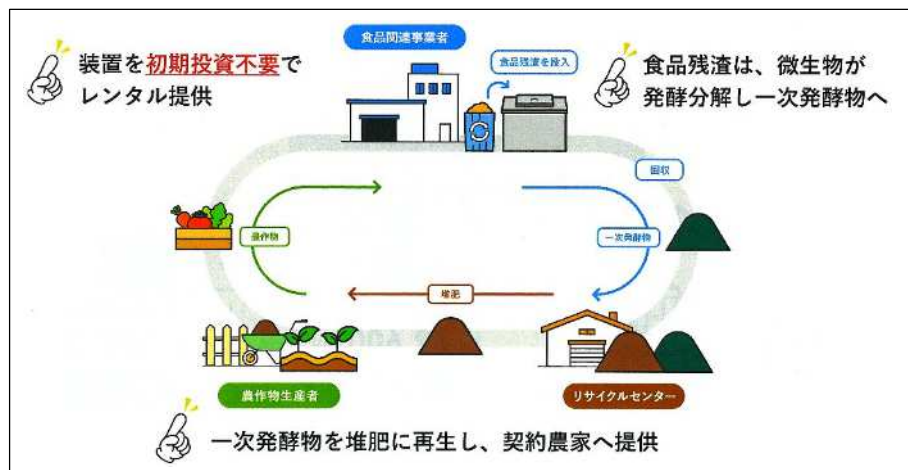 食品関連事業者
装置を初期投資不要で
レンタル提供
食品残渣を投入
食品残渣は、微生物が
発酵分解し一次発酵物へ
回収
農作物
一次発酵物
堆肥
農作物生産者
リサイクルセンター
一次発酵物を堆肥に再生し、契約農家へ提供